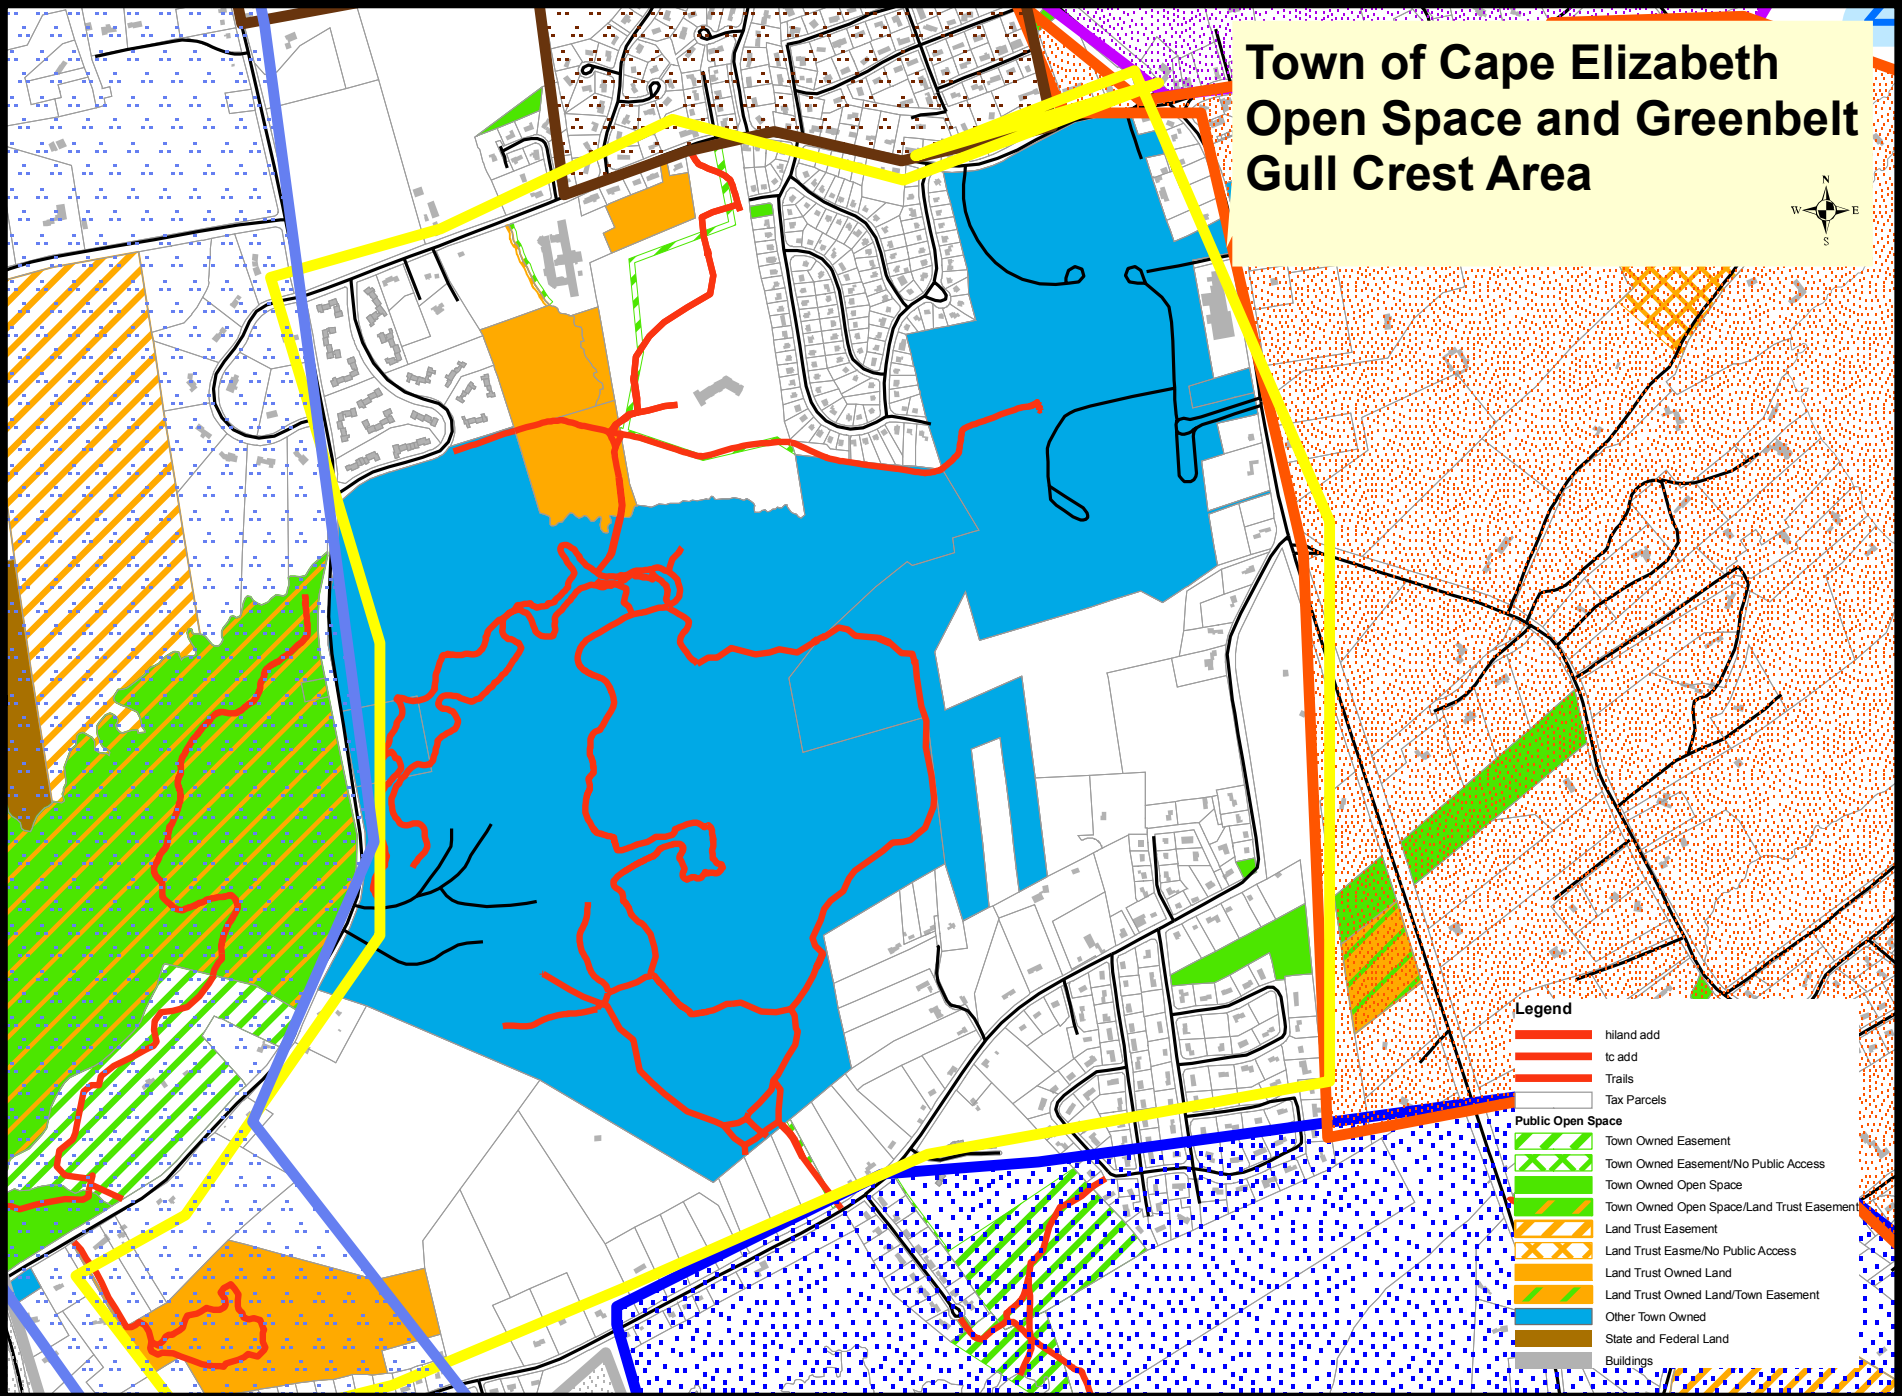 Town of Cape Elizabeth
Open Space and Greenbelt
Gull Crest Area
N
W E
S
Legend
hiland add
tc add
Trails
Tax Parcels
Public Open Space
Town Owned Easement
Town Owned Easement/No Public Access
Town Owned Open Space
Town Owned Open Space/Land Trust Easement
Land Trust Easement
Land Trust Easme/No Public Access
Land Trust Owned Land
Land Trust Owned Land/Town Easement
Other Town Owned
State and Federal Land
Buildings